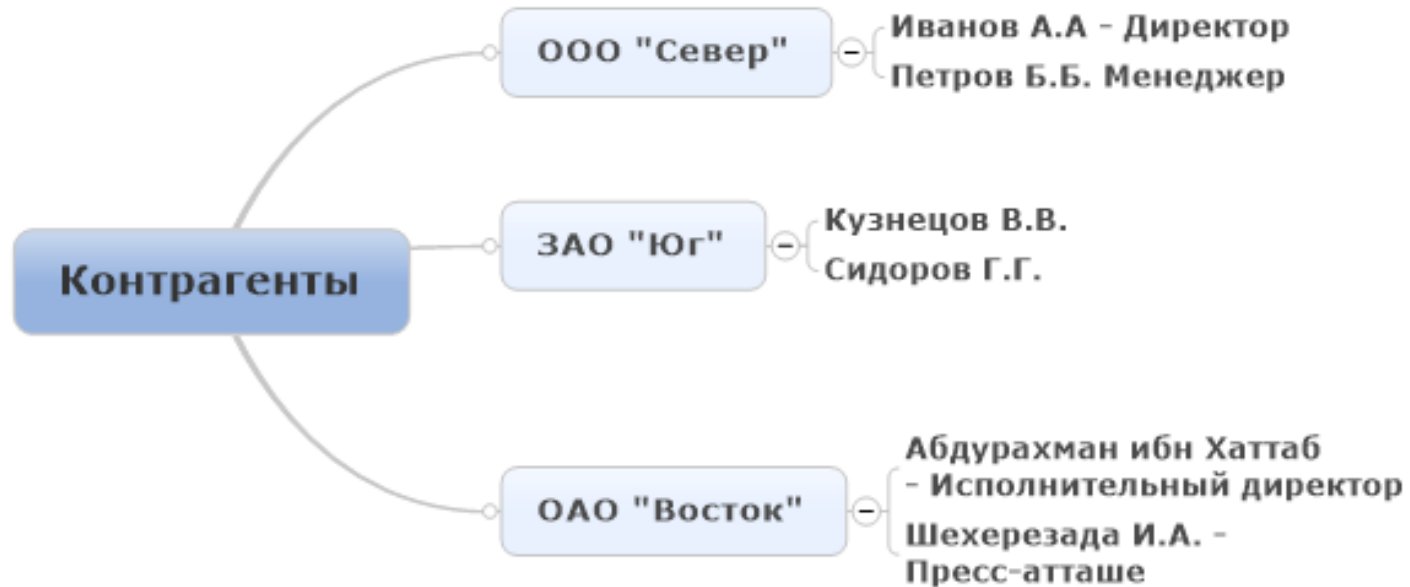 Контрагенты
ООО "Север"
Иванов А.А - Директор
Петров Б.Б. Менеджер
ЗАО "Юг"
Кузнецов В.В.
Сидоров Г.Г.
ОАО "Восток"
Абдурахман ибн Хаттаб
- Исполнительный директор
Шехерезада И.А. -
Пресс-атташе